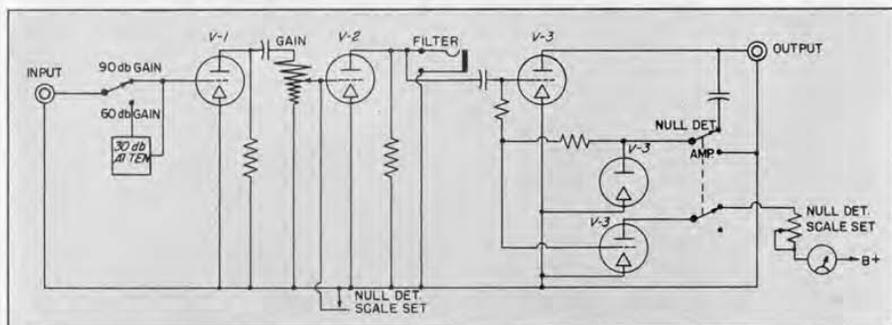 INPUT
90 db GAIN
60 db GAIN
30 db
ATTEN
V-1
GAIN
V-2
FILTER
V-3
OUTPUT
NULL DET.
AMP.
V-3
V-3
NULL DET.
SCALE SET
B+
NULL DET.
SCALE SET